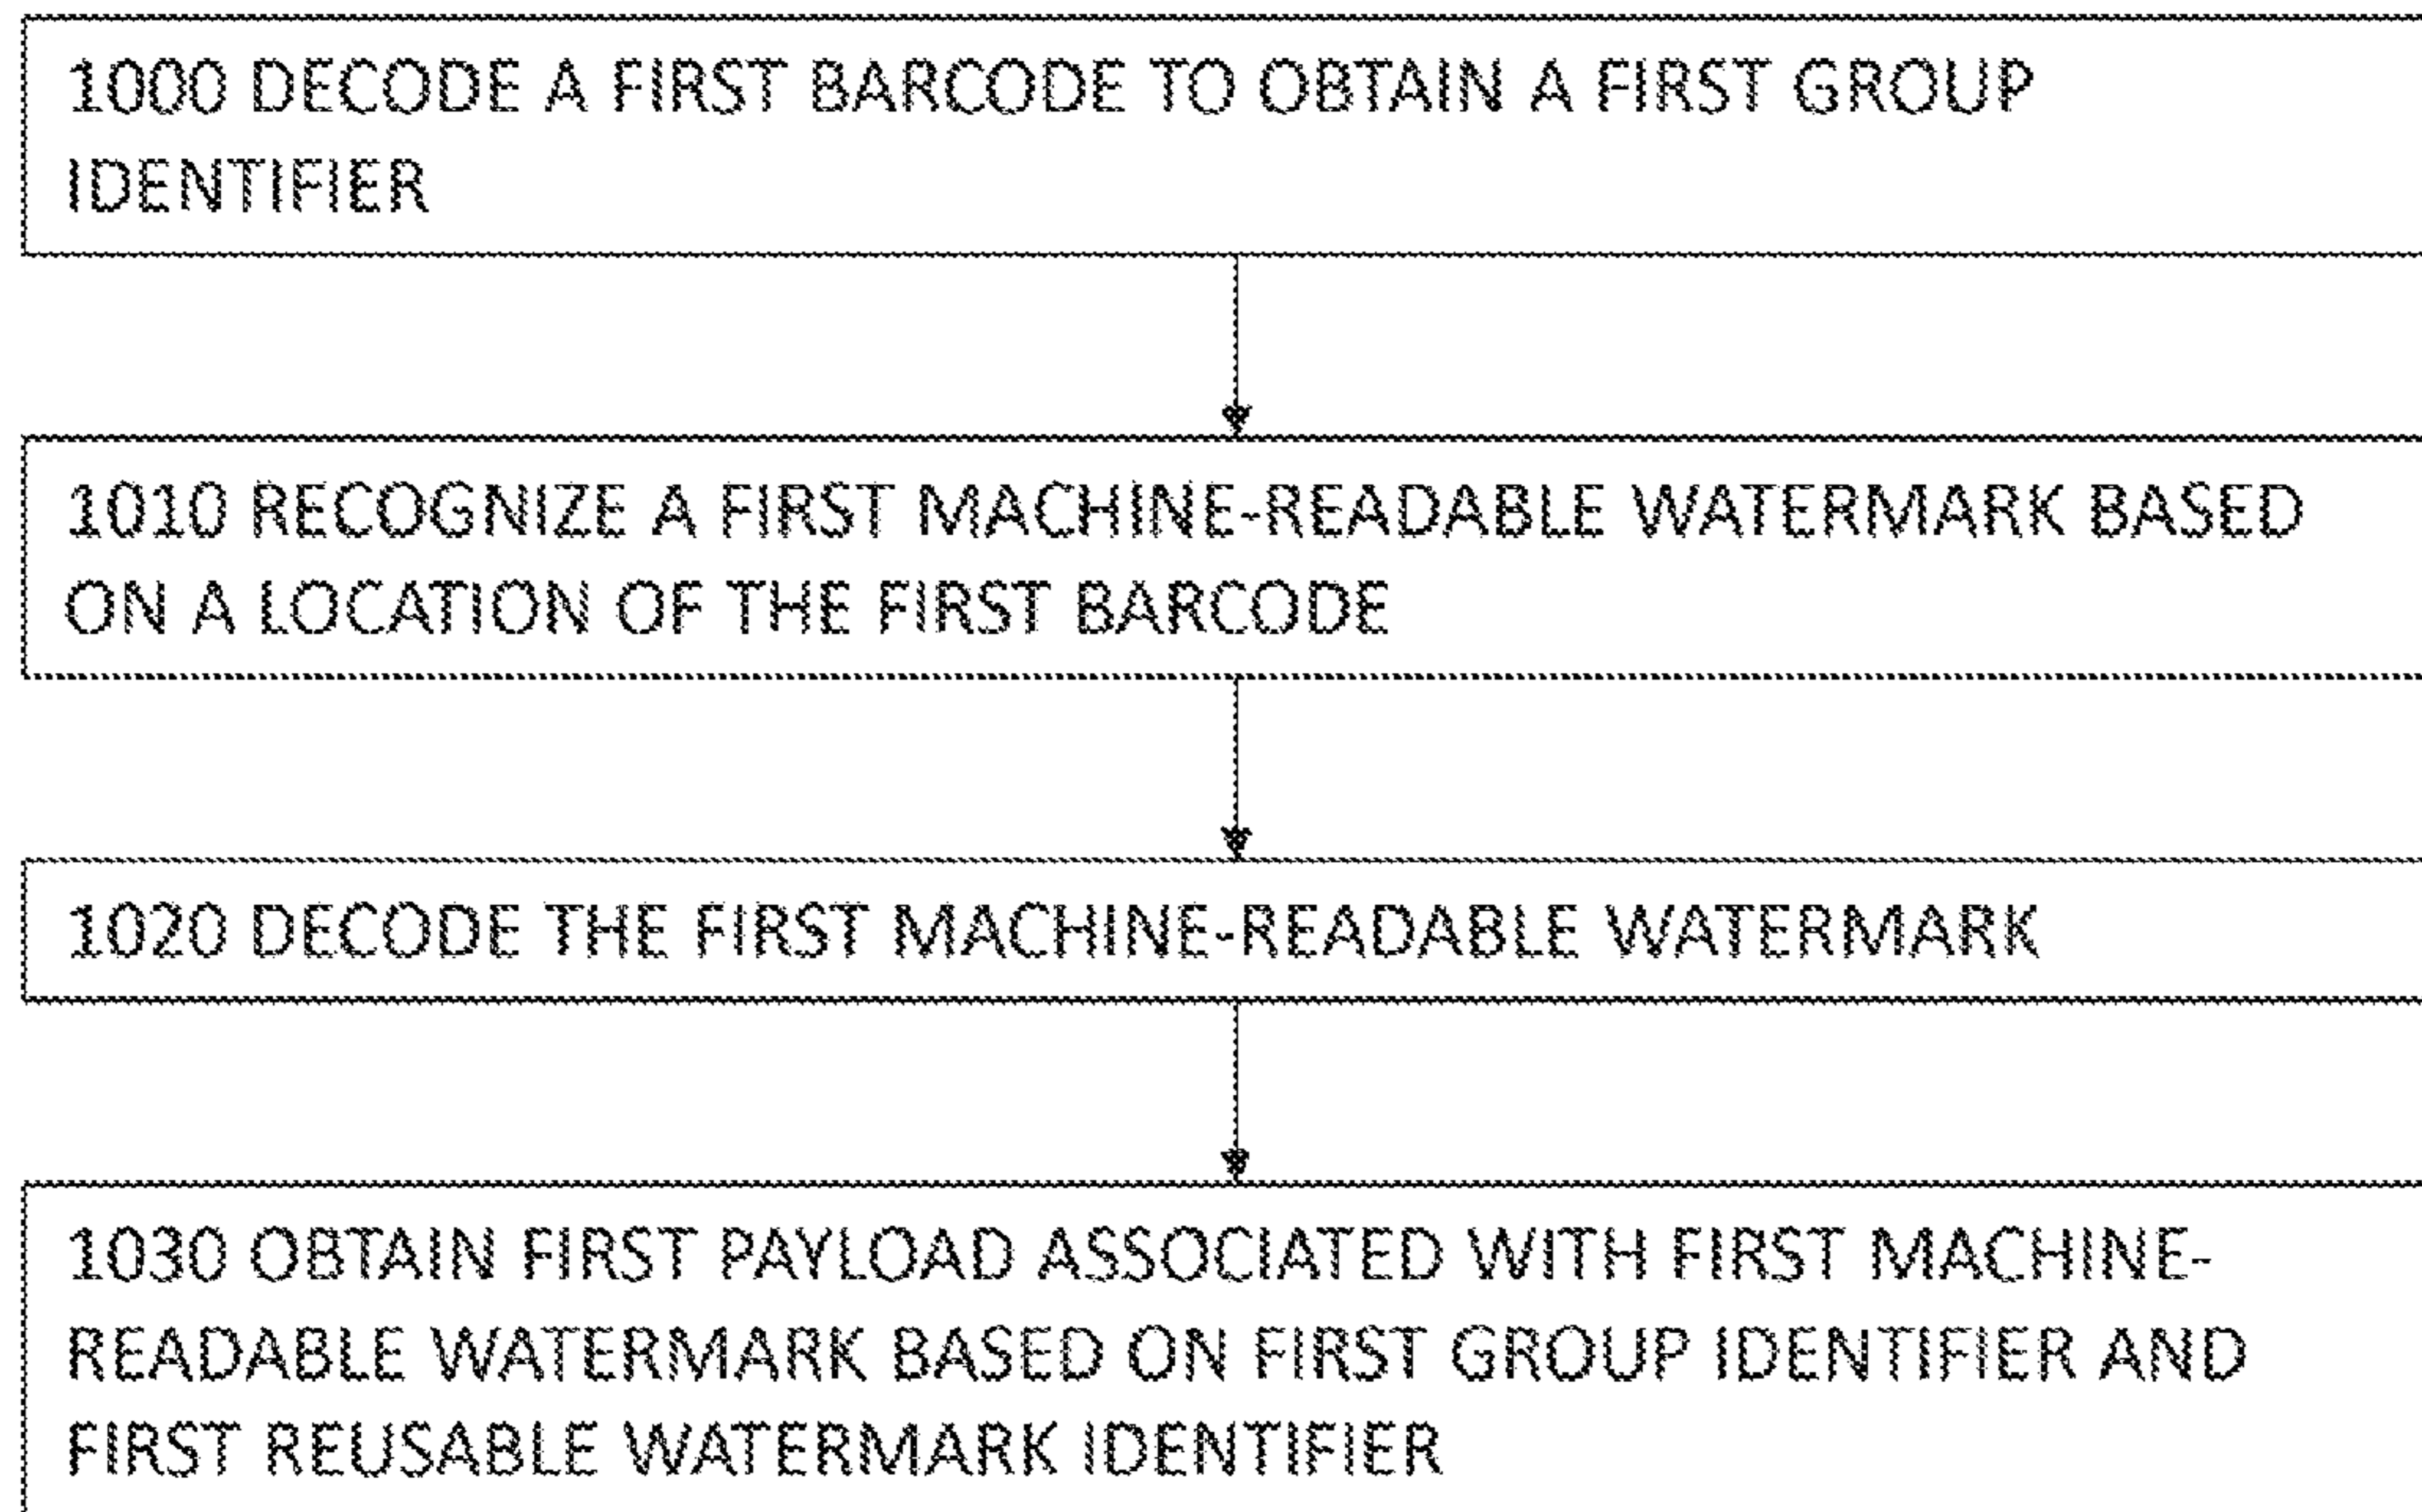 1000 DECODE A FIRST BARCODE TO OBTAIN A FIRST GROUP
IDENTIFIER
1010 RECOGNIZE A FIRST MACHINE-READABLE WATERMARK BASED
ON A LOCATION OF THE FIRST BARCODE
1020 DECODE THE FIRST MACHINE-READABLE WATERMARK
1030 OBTAIN FIRST PAYLOAD ASSOCIATED WITH FIRST MACHINE-
READABLE WATERMARK BASED ON FIRST GROUP IDENTIFIER AND
FIRST REUSABLE WATERMARK IDENTIFIER